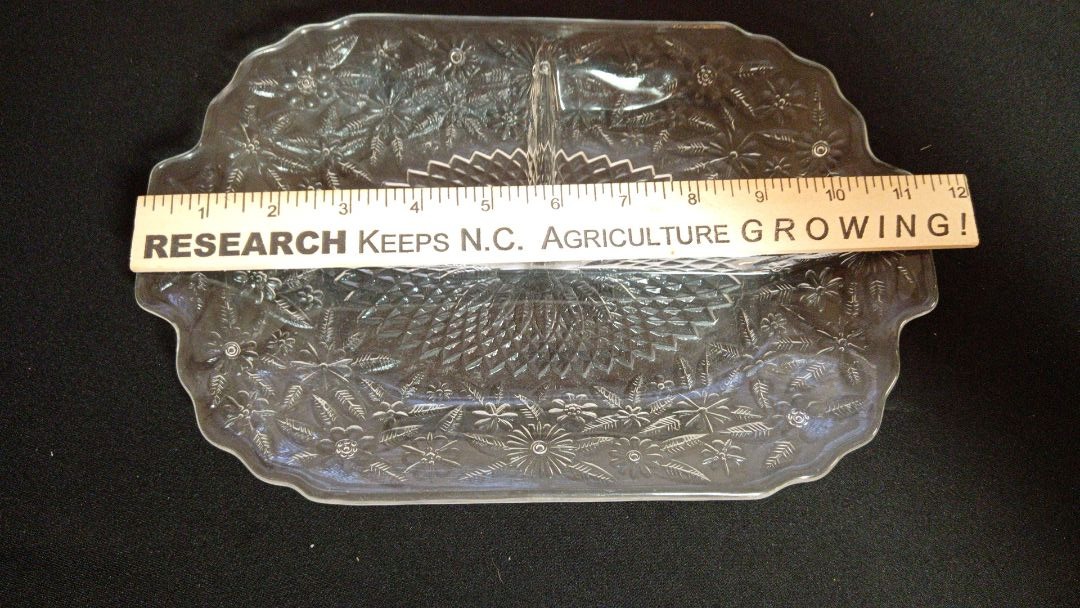 1 2 3 4 5 6 7 8 9 10 11 12
RESEARCH KEEPS N.C. AGRICULTURE GROWING!